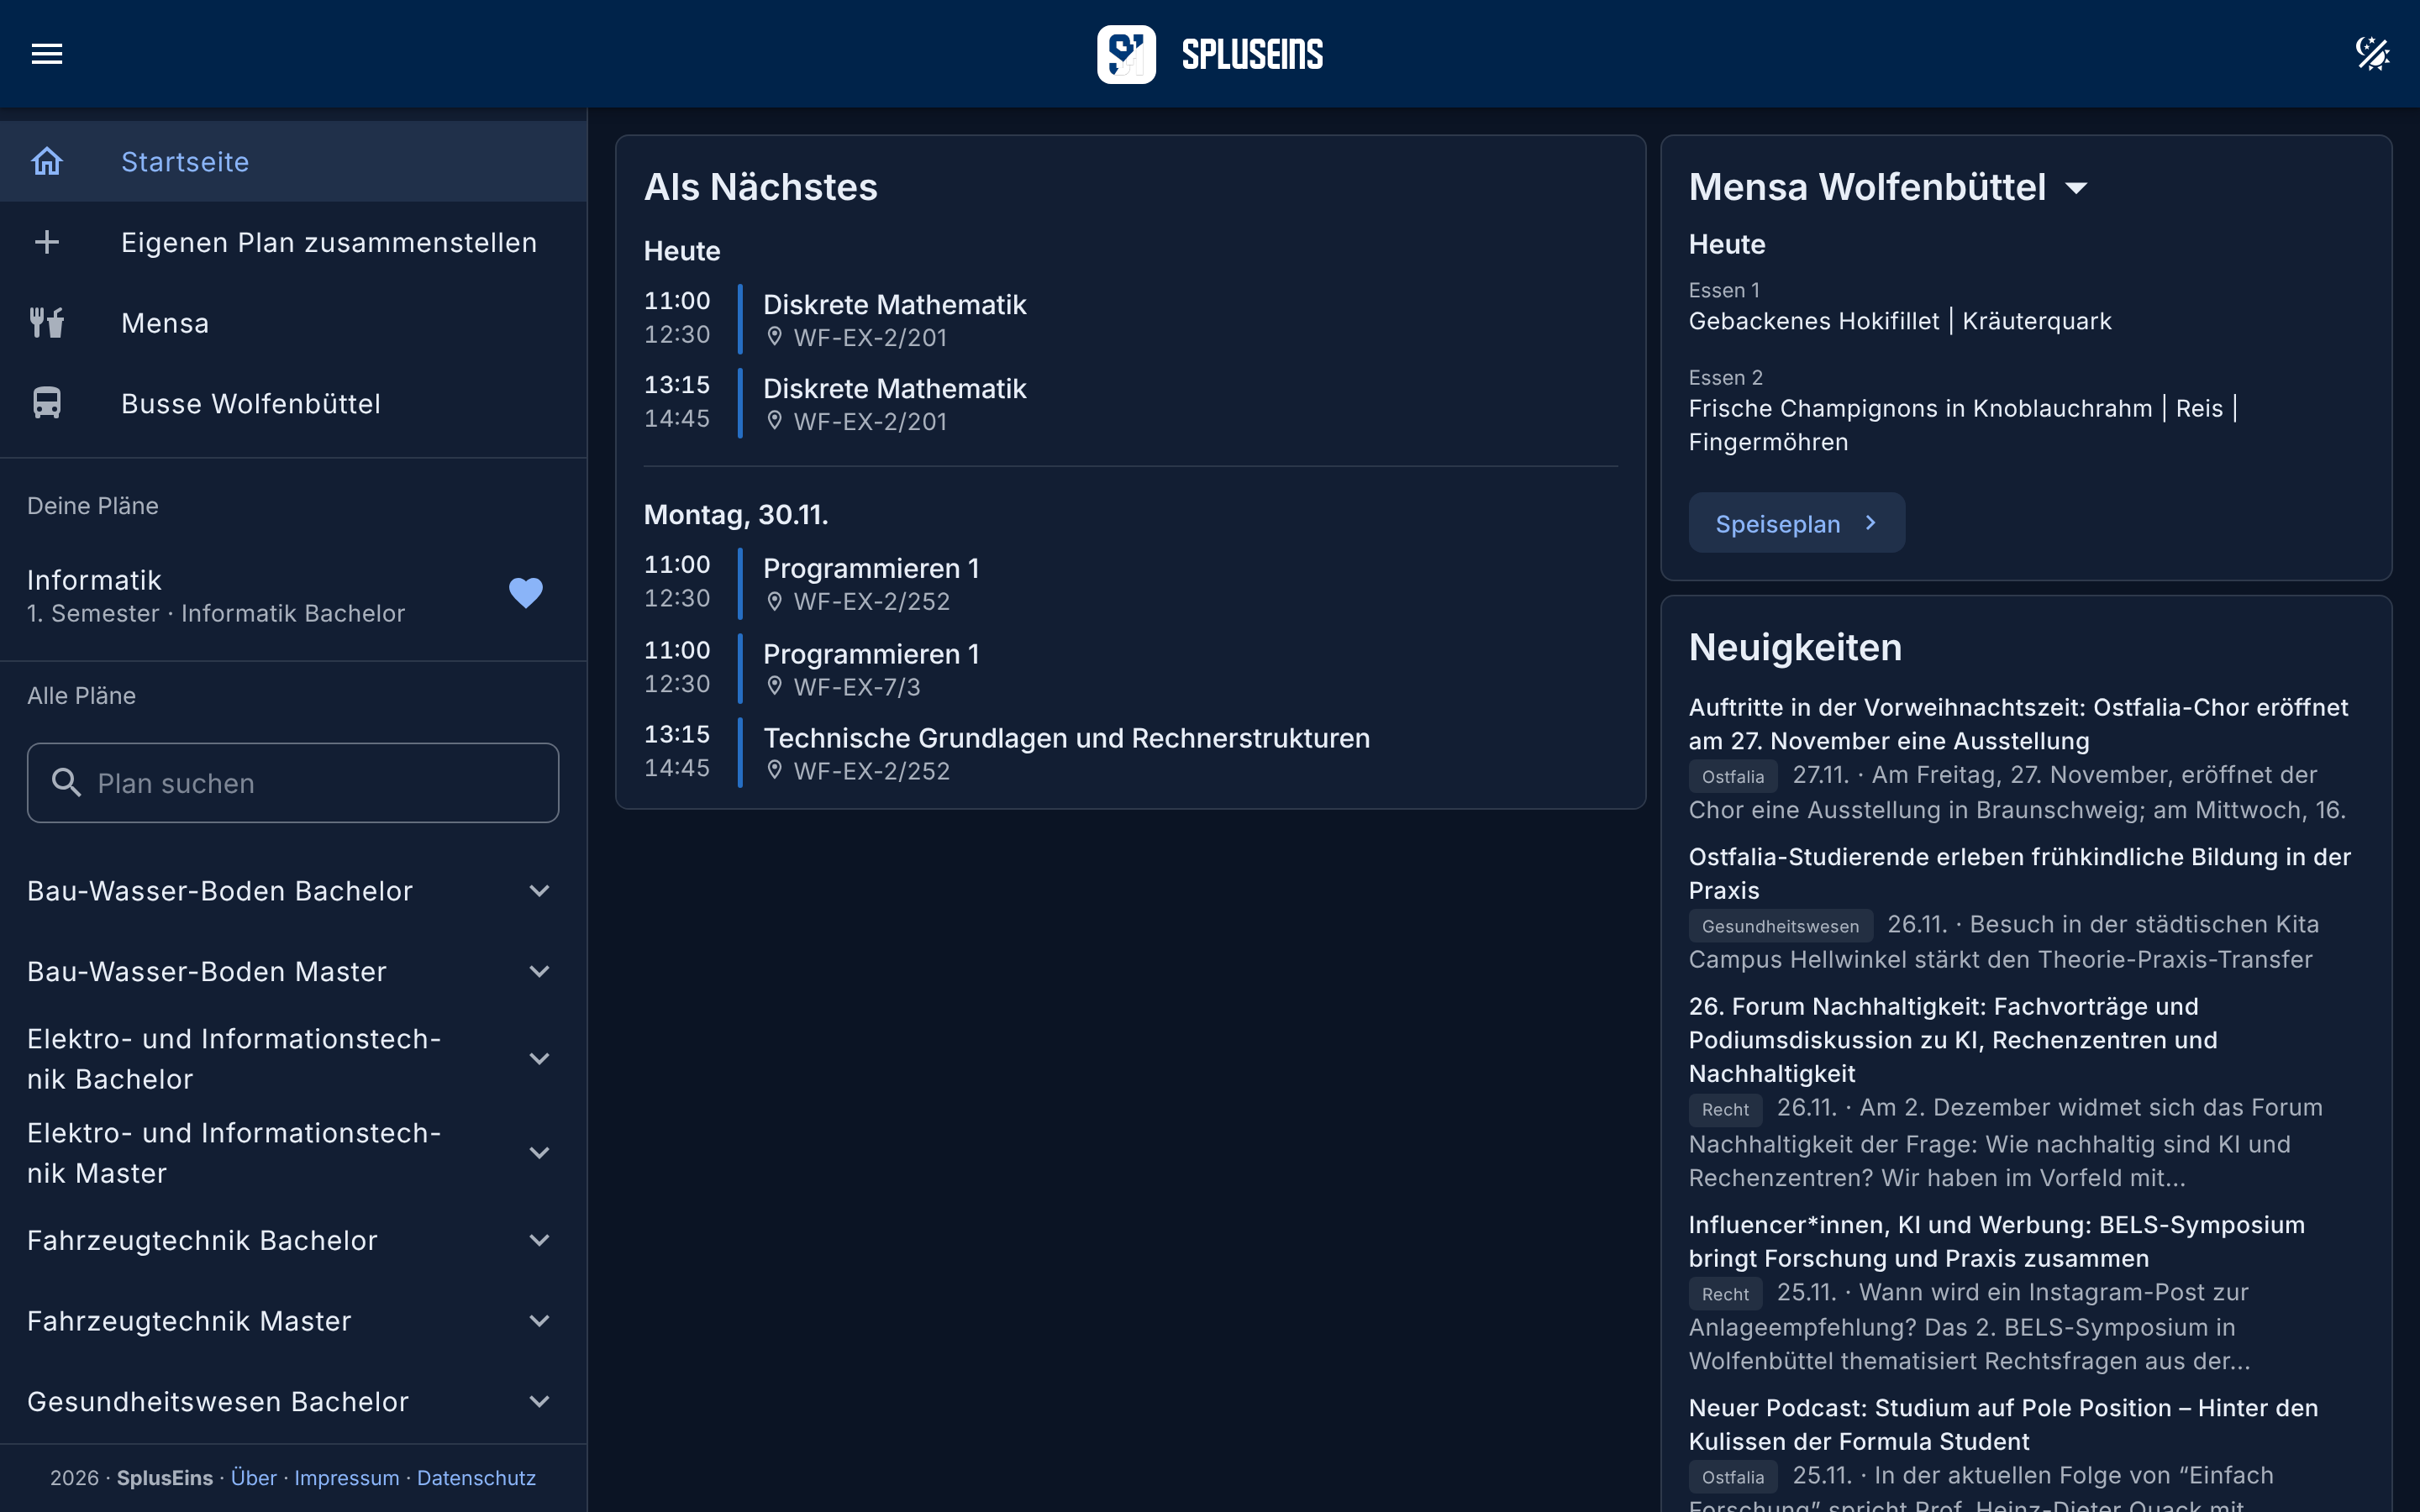 SPLUSEINS
Startseite
Eigenen Plan zusammenstellen
Mensa
Busse Wolfenbüttel
Deine Pläne
Informatik
1. Semester · Informatik Bachelor
Alle Pläne
Plan suchen
Bau-Wasser-Boden Bachelor
Bau-Wasser-Boden Master
Elektro- und Informationstech-
nik Bachelor
Elektro- und Informationstech-
nik Master
Fahrzeugtechnik Bachelor
Fahrzeugtechnik Master
Gesundheitswesen Bachelor
2026 · SplusEins · Über · Impressum · Datenschutz
Als Nächstes
Heute
11:00 Diskrete Mathematik
12:30 WF-EX-2/201
13:15 Diskrete Mathematik
14:45 WF-EX-2/201
Montag, 30.11.
11:00 Programmieren 1
12:30 WF-EX-2/252
11:00 Programmieren 1
12:30 WF-EX-7/3
13:15 Technische Grundlagen und Rechnerstrukturen
14:45 WF-EX-2/252
Mensa Wolfenbüttel
Heute
Essen 1
Gebackenes Hokifillet | Kräuterquark
Essen 2
Frische Champignons in Knoblauchrahm | Reis |
Fingermöhren
Speiseplan
Neuigkeiten
Auftritte in der Vorweihnachtszeit: Ostfalia-Chor eröffnet
am 27. November eine Ausstellung
Ostfalia 27.11. · Am Freitag, 27. November, eröffnet der
Chor eine Ausstellung in Braunschweig; am Mittwoch, 16.
Ostfalia-Studierende erleben frühkindliche Bildung in der
Praxis
Gesundheitswesen 26.11. · Besuch in der städtischen Kita
Campus Hellwinkel stärkt den Theorie-Praxis-Transfer
26. Forum Nachhaltigkeit: Fachvorträge und
Podiumsdiskussion zu KI, Rechenzentren und
Nachhaltigkeit
Recht 26.11. · Am 2. Dezember widmet sich das Forum
Nachhaltigkeit der Frage: Wie nachhaltig sind KI und
Rechenzentren? Wir haben im Vorfeld mit...
Influencer*innen, KI und Werbung: BELS-Symposium
bringt Forschung und Praxis zusammen
Recht 25.11. · Wann wird ein Instagram-Post zur
Anlageempfehlung? Das 2. BELS-Symposium in
Wolfenbüttel thematisiert Rechtsfragen aus der...
Neuer Podcast: Studium auf Pole Position – Hinter den
Kulissen der Formula Student
Ostfalia 25.11. · In der aktuellen Folge von “Einfach
Forschung” spricht Prof. Heinz-Dieter Quack mit